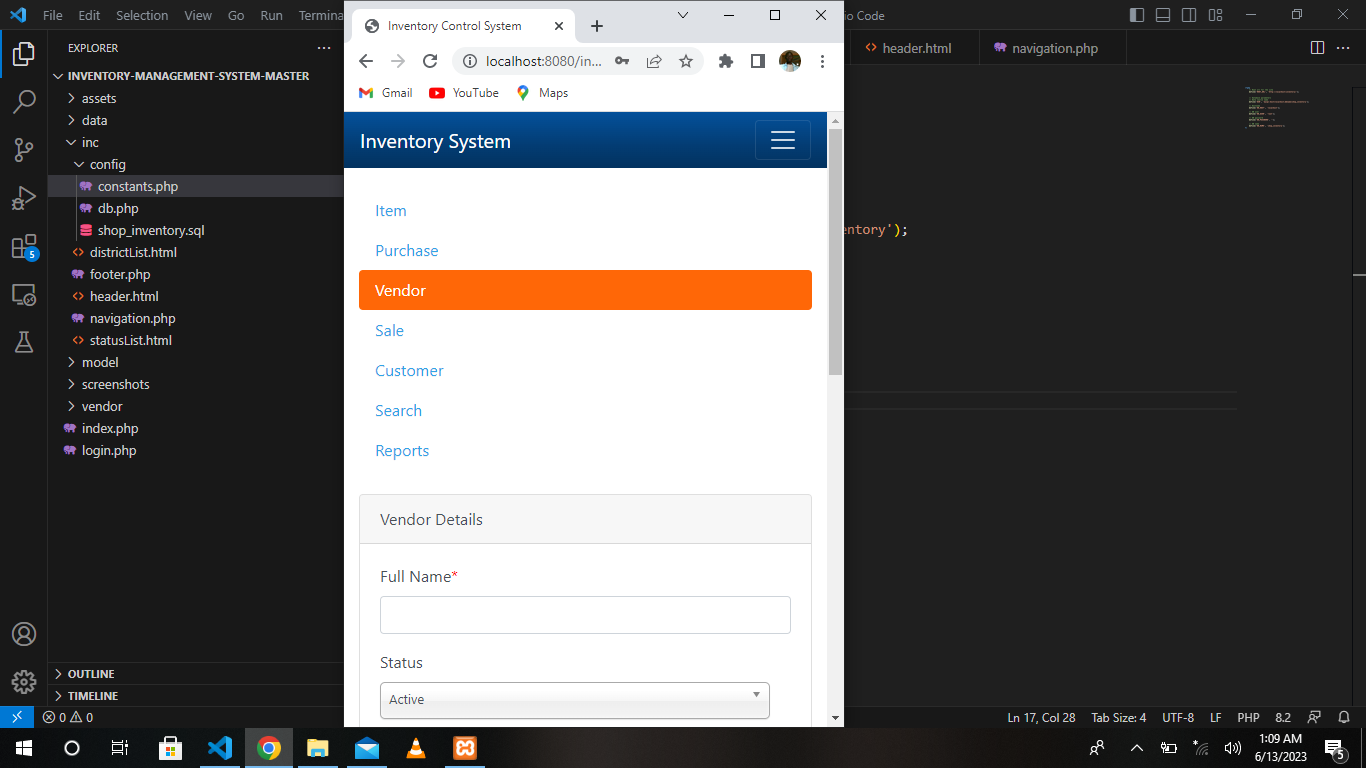 File Edit Selection View Go Run Termina
io Code
EXPLORER
INVENTORY-MANAGEMENT-SYSTEM-MASTER
assets
data
inc
config
constants.php
db.php
shop_inventory.sql
districtList.html
footer.php
header.html
navigation.php
statusList.html
model
screenshots
vendor
index.php
login.php
OUTLINE
TIMELINE
5
Inventory Control System
localhost:8080/in...
Gmail YouTube Maps
Inventory System
Item
Purchase
Vendor
Sale
Customer
Search
Reports
Vendor Details
Full Name*
Status
Active
header.html navigation.php
entory');
0 0
Ln 17, Col 28 Tab Size: 4 UTF-8 LF PHP 8.2
1:09 AM
6/13/2023
5